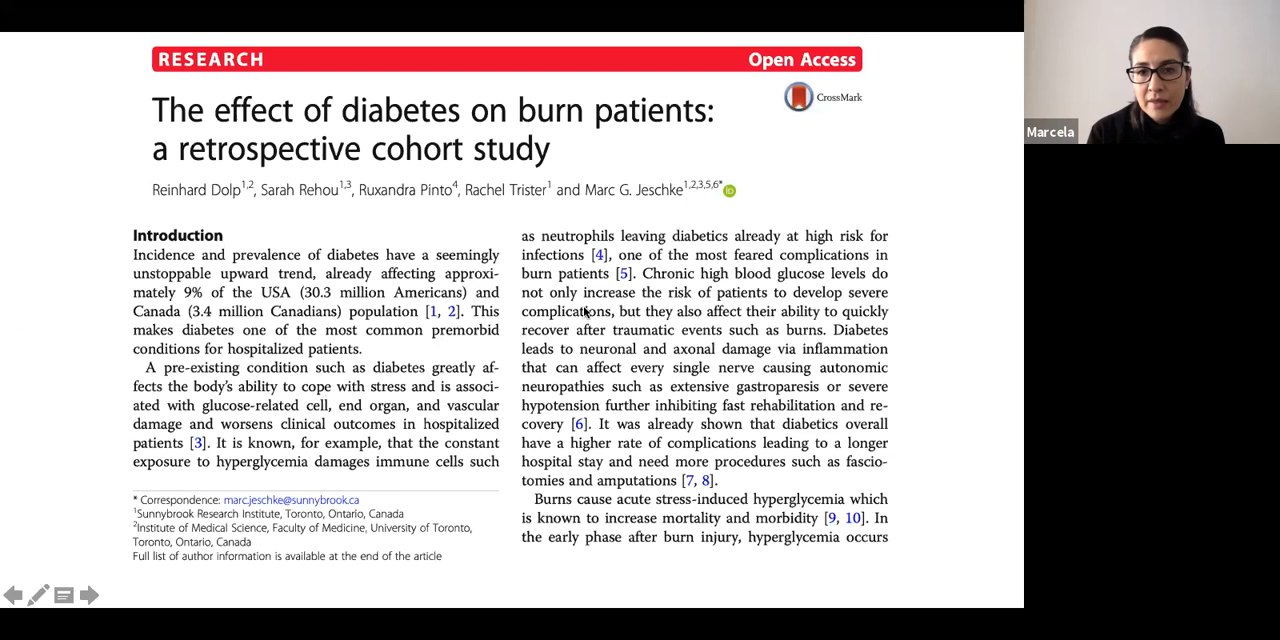 RESEARCH
Open Access
CrossMark
The effect of diabetes on burn patients:
a retrospective cohort study
Reinhard Dolp1,2, Sarah Rehou1,3, Ruxandra Pinto4, Rachel Trister1 and Marc G. Jeschke1,2,3,5,6*
iD
Introduction
Incidence and prevalence of diabetes have a seemingly
unstoppable upward trend, already affecting approxi-
mately 9% of the USA (30.3 million Americans) and
Canada (3.4 million Canadians) population [1, 2]. This
makes diabetes one of the most common premorbid
conditions for hospitalized patients.
A pre-existing condition such as diabetes greatly af-
fects the body's ability to cope with stress and is associ-
ated with glucose-related cell, end organ, and vascular
damage and worsens clinical outcomes in hospitalized
patients [3]. It is known, for example, that the constant
exposure to hyperglycemia damages immune cells such
* Correspondence: marc.jeschke@sunnybrook.ca
1Sunnybrook Research Institute, Toronto, Ontario, Canada
2Institute of Medical Science, Faculty of Medicine, University of Toronto,
Toronto, Ontario, Canada
Full list of author information is available at the end of the article
as neutrophils leaving diabetics already at high risk for
infections [4], one of the most feared complications in
burn patients [5]. Chronic high blood glucose levels do
not only increase the risk of patients to develop severe
complications, but they also affect their ability to quickly
recover after traumatic events such as burns. Diabetes
leads to neuronal and axonal damage via inflammation
that can affect every single nerve causing autonomic
neuropathies such as extensive gastroparesis or severe
hypotension further inhibiting fast rehabilitation and re-
covery [6]. It was already shown that diabetics overall
have a higher rate of complications leading to a longer
hospital stay and need more procedures such as fascio-
tomies and amputations [7, 8].
Burns cause acute stress-induced hyperglycemia which
is known to increase mortality and morbidity [9, 10]. In
the early phase after burn injury, hyperglycemia occurs
Marcela